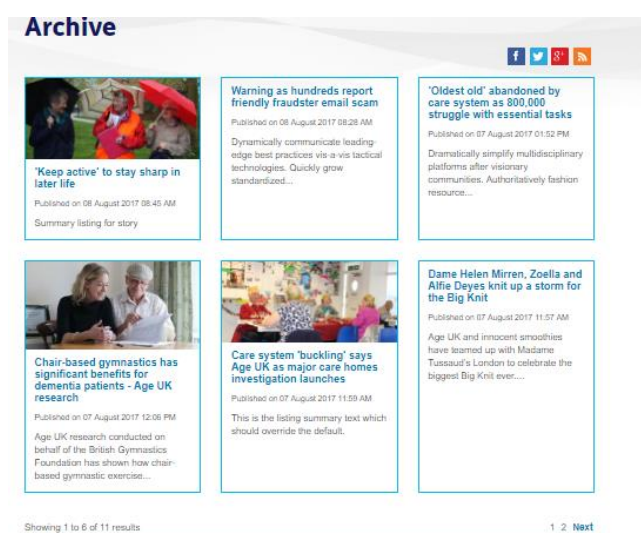 Archive
'Keep active' to stay sharp in
later life
Published on 08 August 2017 08:45 AM
Summary listing for story
Warning as hundreds report
friendly fraudster email scam
Published on 08 August 2017 08:28 AM
Dynamically communicate leading-
edge best practices vis-a-vis tactical
technologies. Quickly grow
standardized...
'Oldest old' abandoned by
care system as 800,000
struggle with essential tasks
Published on 07 August 2017 01:52 PM
Dramatically simplify multidisciplinary
platforms after visionary
communities. Authoritatively fashion
resource...
Chair-based gymnastics has
significant benefits for
dementia patients - Age UK
research
Published on 07 August 2017 12:06 PM
Age UK research conducted on
behalf of the British Gymnastics
Foundation has shown how chair-
based gymnastic exercise...
Care system 'buckling' says
Age UK as major care homes
investigation launches
Published on 07 August 2017 11:59 AM
This is the listing summary text which
should override the default.
Dame Helen Mirren, Zoella and
Alfie Deyes knit up a storm for
the Big Knit
Published on 07 August 2017 11:57 AM
Age UK and innocent smoothies
have teamed up with Madame
Tussaud's London to celebrate the
biggest Big Knit ever....
Showing 1 to 6 of 11 results
1 2 Next